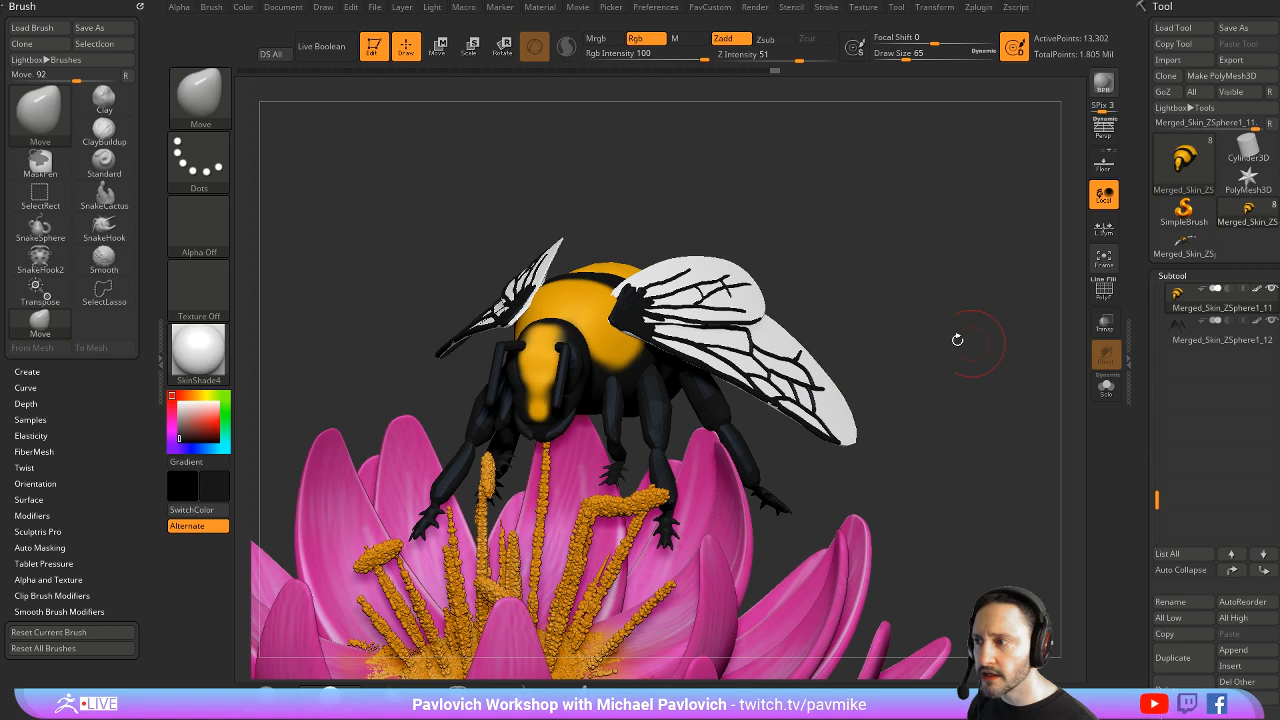 Brush
Alpha Brush Color Document Draw Edit File Layer Light Macro Marker Material Movie Picker Preferences PavCustom Render Stencil Stroke Texture Tool Transform Zplugin Zscript
Tool
Load Brush Save As
Clone SelectIcon
Lightbox▶Brushes
Move. 92 R
Move
Clay
ClayBuildup
MaskPen Standard
SelectRect SnakeCactus
SnakeSphere SnakeHook
SnakeHook2 Smooth
Transpose SelectLasso
Move
From Mesh To Mesh
Create
Curve
Depth
Samples
Elasticity
FiberMesh
Twist
Orientation
Surface
Modifiers
Sculptris Pro
Auto Masking
Tablet Pressure
Alpha and Texture
Clip Brush Modifiers
Smooth Brush Modifiers
Reset Current Brush
Reset All Brushes
DS All
Live Boolean
Edit Draw Move Scale Rotate
Mrgb Rgb M
Rgb Intensity 100
Zadd Zsub Zcut
Z Intensity 51
Focal Shift 0
Draw Size 65 Dynamic
ActivePoints: 13,302
TotalPoints: 1.805 Mil
Move
Dots
Alpha Off
Texture Off
SkinShade4
Gradient
SwitchColor
Alternate
BPR
SPix 3
Dynamic
Persp
Floor
Local
L.Sym
Frame
Line Fill
PolyF
Transp
Ghost
Dynamic
Solo
Load Tool Save As
Copy Tool Paste Tool
Import Export
Clone Make PolyMesh3D
GoZ All Visible R
Lightbox▶Tools
Merged_Skin_ZSphere1_11. R
8
Cylinder3D
Merged_Skin_ZS PolyMesh3D
8
SimpleBrush Merged_Skin_ZS
Merged_Skin_ZS
Subtool
Merged_Skin_ZSphere1_11
Merged_Skin_ZSphere1_12
List All
Auto Collapse
Rename AutoReorder
All Low All High
Copy Paste
Duplicate Append
Insert
Del Other
LIVE
Pavlovich Workshop with Michael Pavlovich - twitch.tv/pavmike